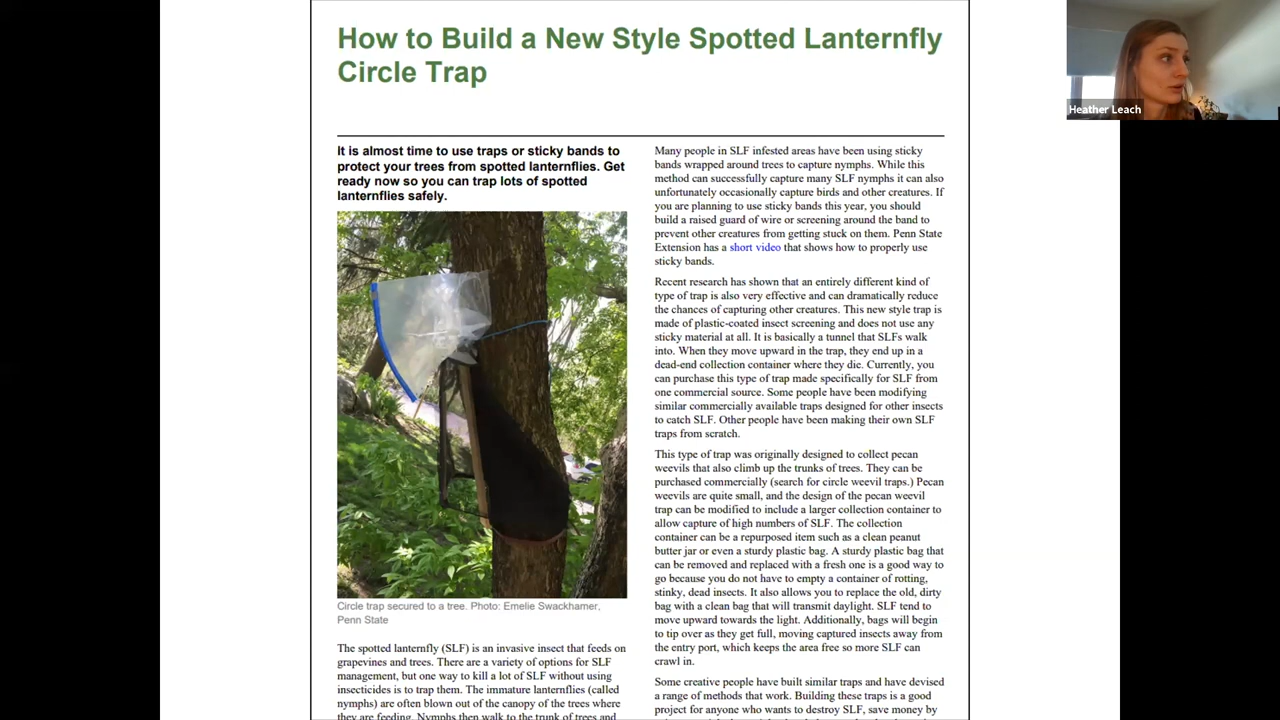 How to Build a New Style Spotted Lanternfly
Circle Trap
Heather Leach
It is almost time to use traps or sticky bands to
protect your trees from spotted lanternflies. Get
ready now so you can trap lots of spotted
lanternflies safely.
Circle trap secured to a tree. Photo: Emelie Swackhamer,
Penn State
The spotted lanternfly (SLF) is an invasive insect that feeds on
grapevines and trees. There are a variety of options for SLF
management, but one way to kill a lot of SLF without using
insecticides is to trap them. The immature lanternflies (called
nymphs) are often blown out of the canopy of the trees where
they are feeding. Nymphs then walk to the trunk of trees and
Many people in SLF infested areas have been using sticky
bands wrapped around trees to capture nymphs. While this
method can successfully capture many SLF nymphs it can also
unfortunately occasionally capture birds and other creatures. If
you are planning to use sticky bands this year, you should
build a raised guard of wire or screening around the band to
prevent other creatures from getting stuck on them. Penn State
Extension has a short video that shows how to properly use
sticky bands.
Recent research has shown that an entirely different kind of
type of trap is also very effective and can dramatically reduce
the chances of capturing other creatures. This new style trap is
made of plastic-coated insect screening and does not use any
sticky material at all. It is basically a tunnel that SLFs walk
into. When they move upward in the trap, they end up in a
dead-end collection container where they die. Currently, you
can purchase this type of trap made specifically for SLF from
one commercial source. Some people have been modifying
similar commercially available traps designed for other insects
to catch SLF. Other people have been making their own SLF
traps from scratch.
This type of trap was originally designed to collect pecan
weevils that also climb up the trunks of trees. They can be
purchased commercially (search for circle weevil traps.) Pecan
weevils are quite small, and the design of the pecan weevil
trap can be modified to include a larger collection container to
allow capture of high numbers of SLF. The collection
container can be a repurposed item such as a clean peanut
butter jar or even a sturdy plastic bag. A sturdy plastic bag that
can be removed and replaced with a fresh one is a good way to
go because you do not have to empty a container of rotting,
stinky, dead insects. It also allows you to replace the old, dirty
bag with a clean bag that will transmit daylight. SLF tend to
move upward towards the light. Additionally, bags will begin
to tip over as they get full, moving captured insects away from
the entry port, which keeps the area free so more SLF can
crawl in.
Some creative people have built similar traps and have devised
a range of methods that work. Building these traps is a good
project for anyone who wants to destroy SLF, save money by